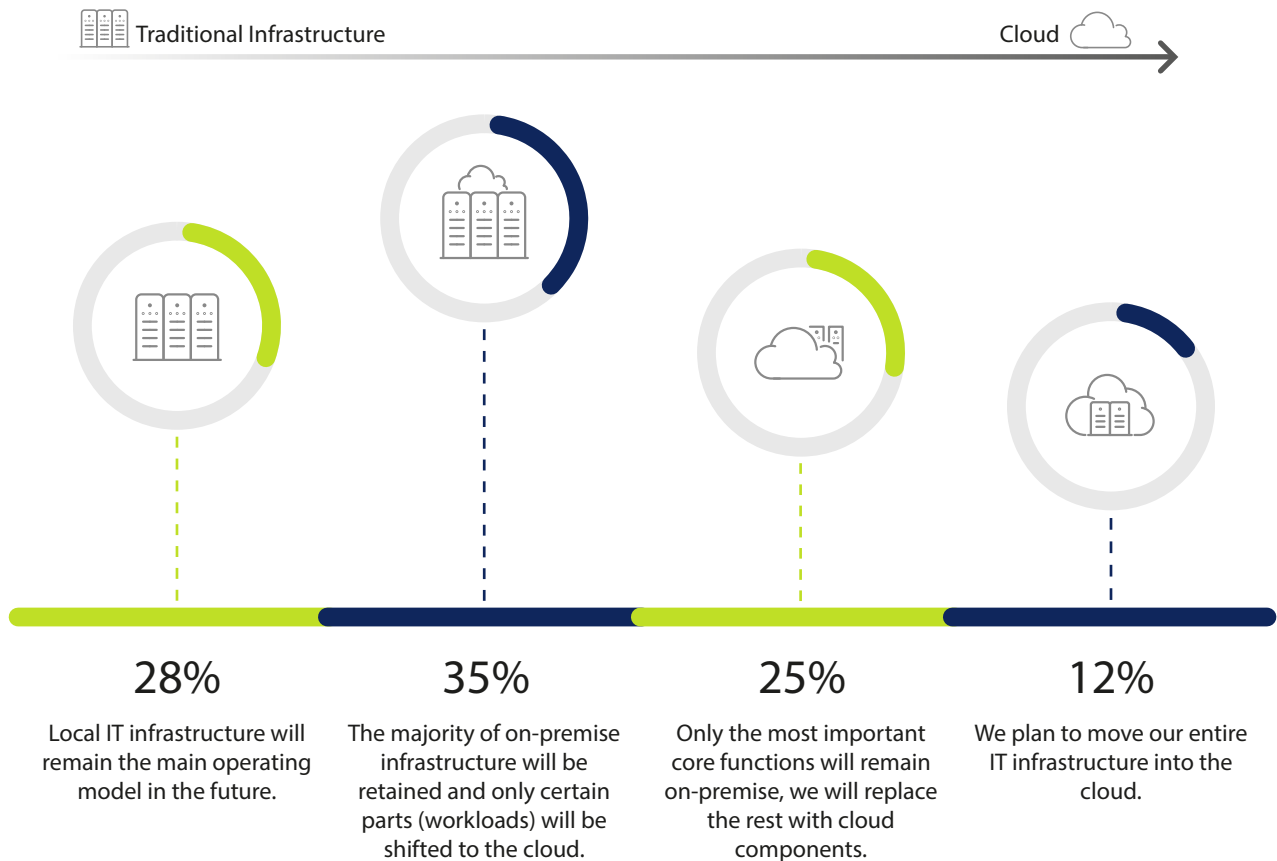 Traditional Infrastructure
Cloud
28%
Local IT infrastructure will
remain the main operating
model in the future.
35%
The majority of on-premise
infrastructure will be
retained and only certain
parts (workloads) will be
shifted to the cloud.
25%
Only the most important
core functions will remain
on-premise, we will replace
the rest with cloud
components.
12%
We plan to move our entire
IT infrastructure into the
cloud.